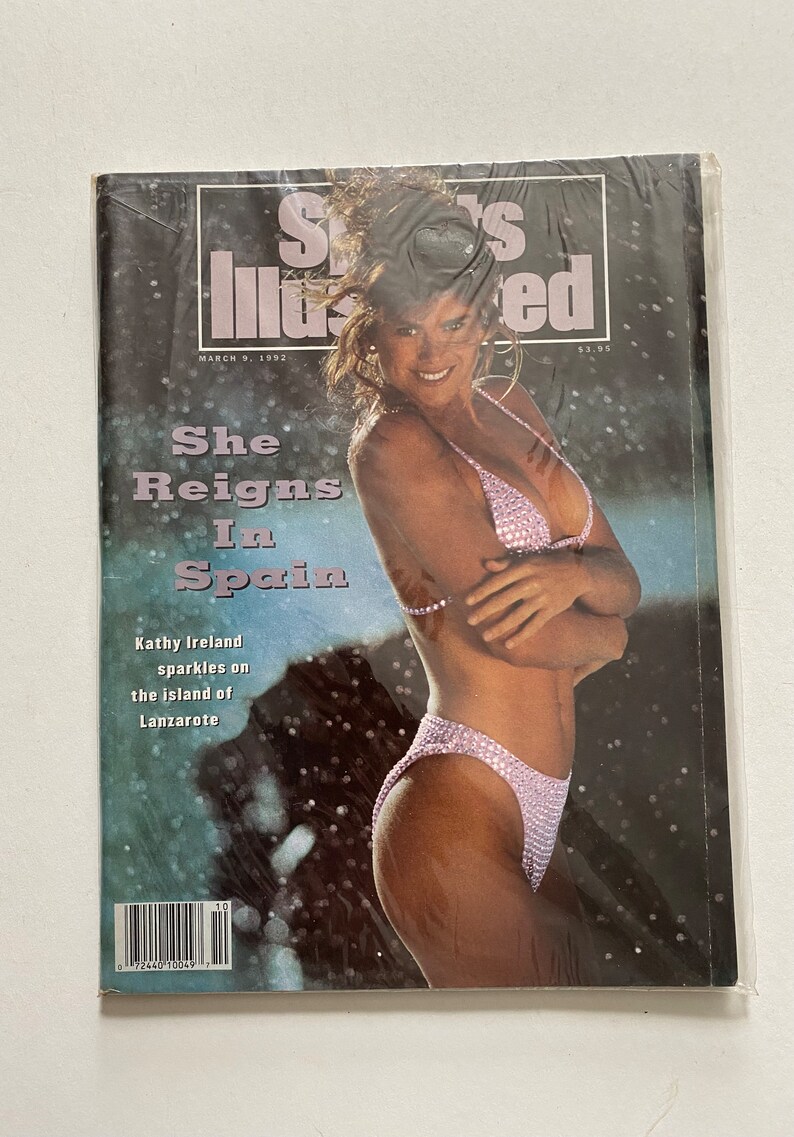 Sports
Illustrated
MARCH 9, 1992
$3.95
She
Reigns
In
Spain
Kathy Ireland
sparkles on
the island of
Lanzarote
10
0 72440 10049 7